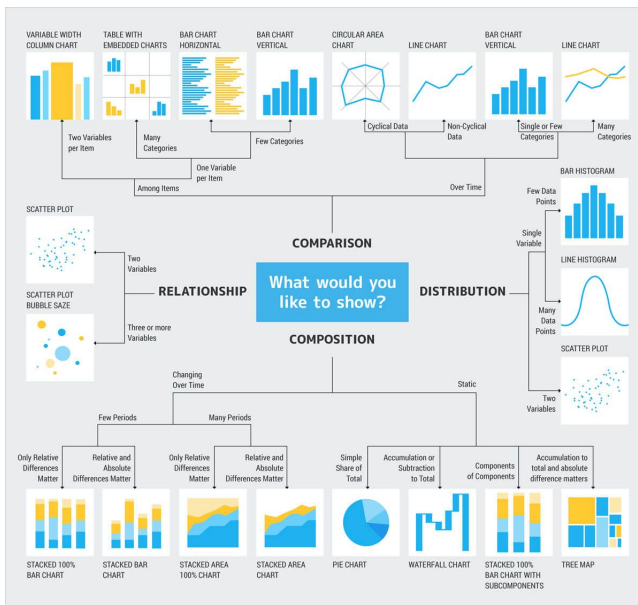 VARIABLE WIDTH
COLUMN CHART
TABLE WITH
EMBEDDED CHARTS
BAR CHART
HORIZONTAL
BAR CHART
VERTICAL
CIRCULAR AREA
CHART
LINE CHART
BAR CHART
VERTICAL
LINE CHART
Two Variables
per Item
Many
Categories
Few Categories
Cyclical Data
Non-Cyclical
Data
Single or Few
Categories
Many
Categories
One Variable
per Item
Among Items
Over Time
BAR HISTOGRAM
Few Data
Points
SCATTER PLOT
COMPARISON
Single
Variable
Two
Variables
LINE HISTOGRAM
RELATIONSHIP
What would you
like to show?
DISTRIBUTION
SCATTER PLOT
BUBBLE SAZE
Three or more
Variables
Many
Data
Points
COMPOSITION
SCATTER PLOT
Changing
Over Time
Static
Two
Variables
Few Periods
Many Periods
Only Relative
Differences
Matter
Relative and
Absolute
Differences Matter
Only Relative
Differences
Matter
Relative and
Absolute
Differences Matter
Simple
Share of
Total
Accumulation or
Subtraction
to Total
Components
of Components
Accumulation to
total and absolute
difference matters
STACKED 100%
BAR CHART
STACKED BAR
CHART
STACKED AREA
100% CHART
STACKED AREA
CHART
PIE CHART
WATERFALL CHART
STACKED 100%
BAR CHART WITH
SUBCOMPONENTS
TREE MAP